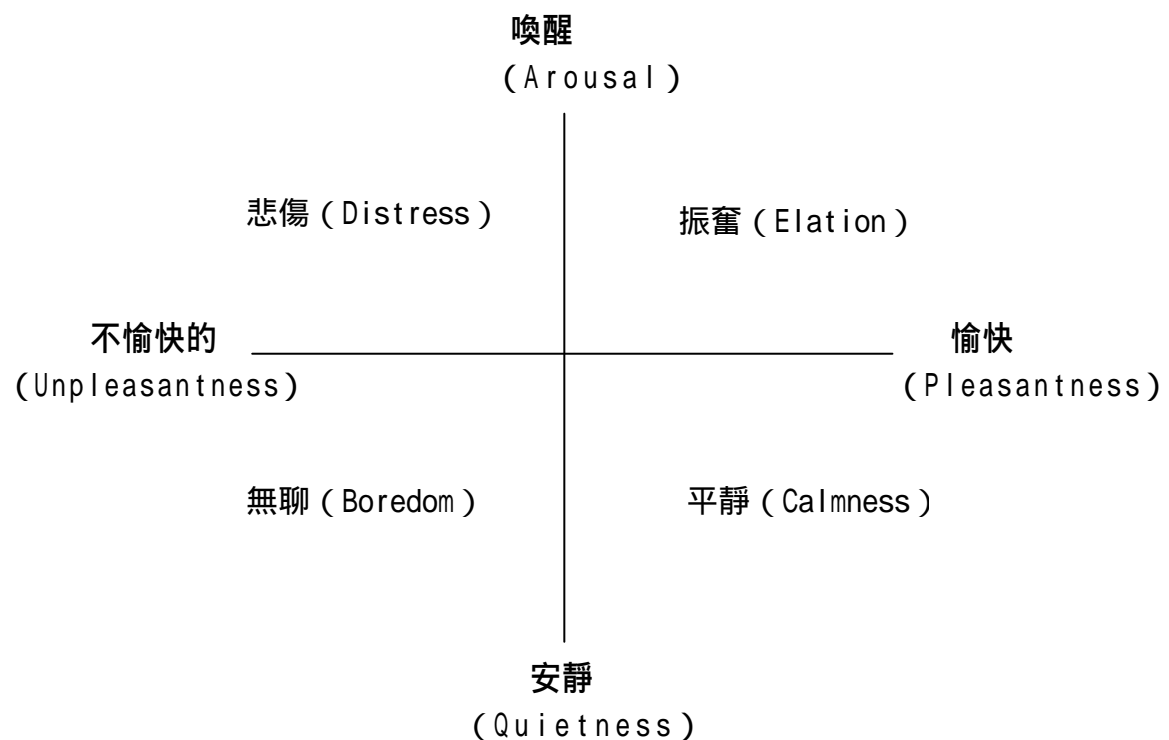 喚醒
(Arousal)
悲傷(Distress)
振奮(Elation)
不愉快的
(Unpleasantness)
愉快
(Pleasantness)
無聊(Boredom)
平靜(Calmness)
安靜
(Quietness)